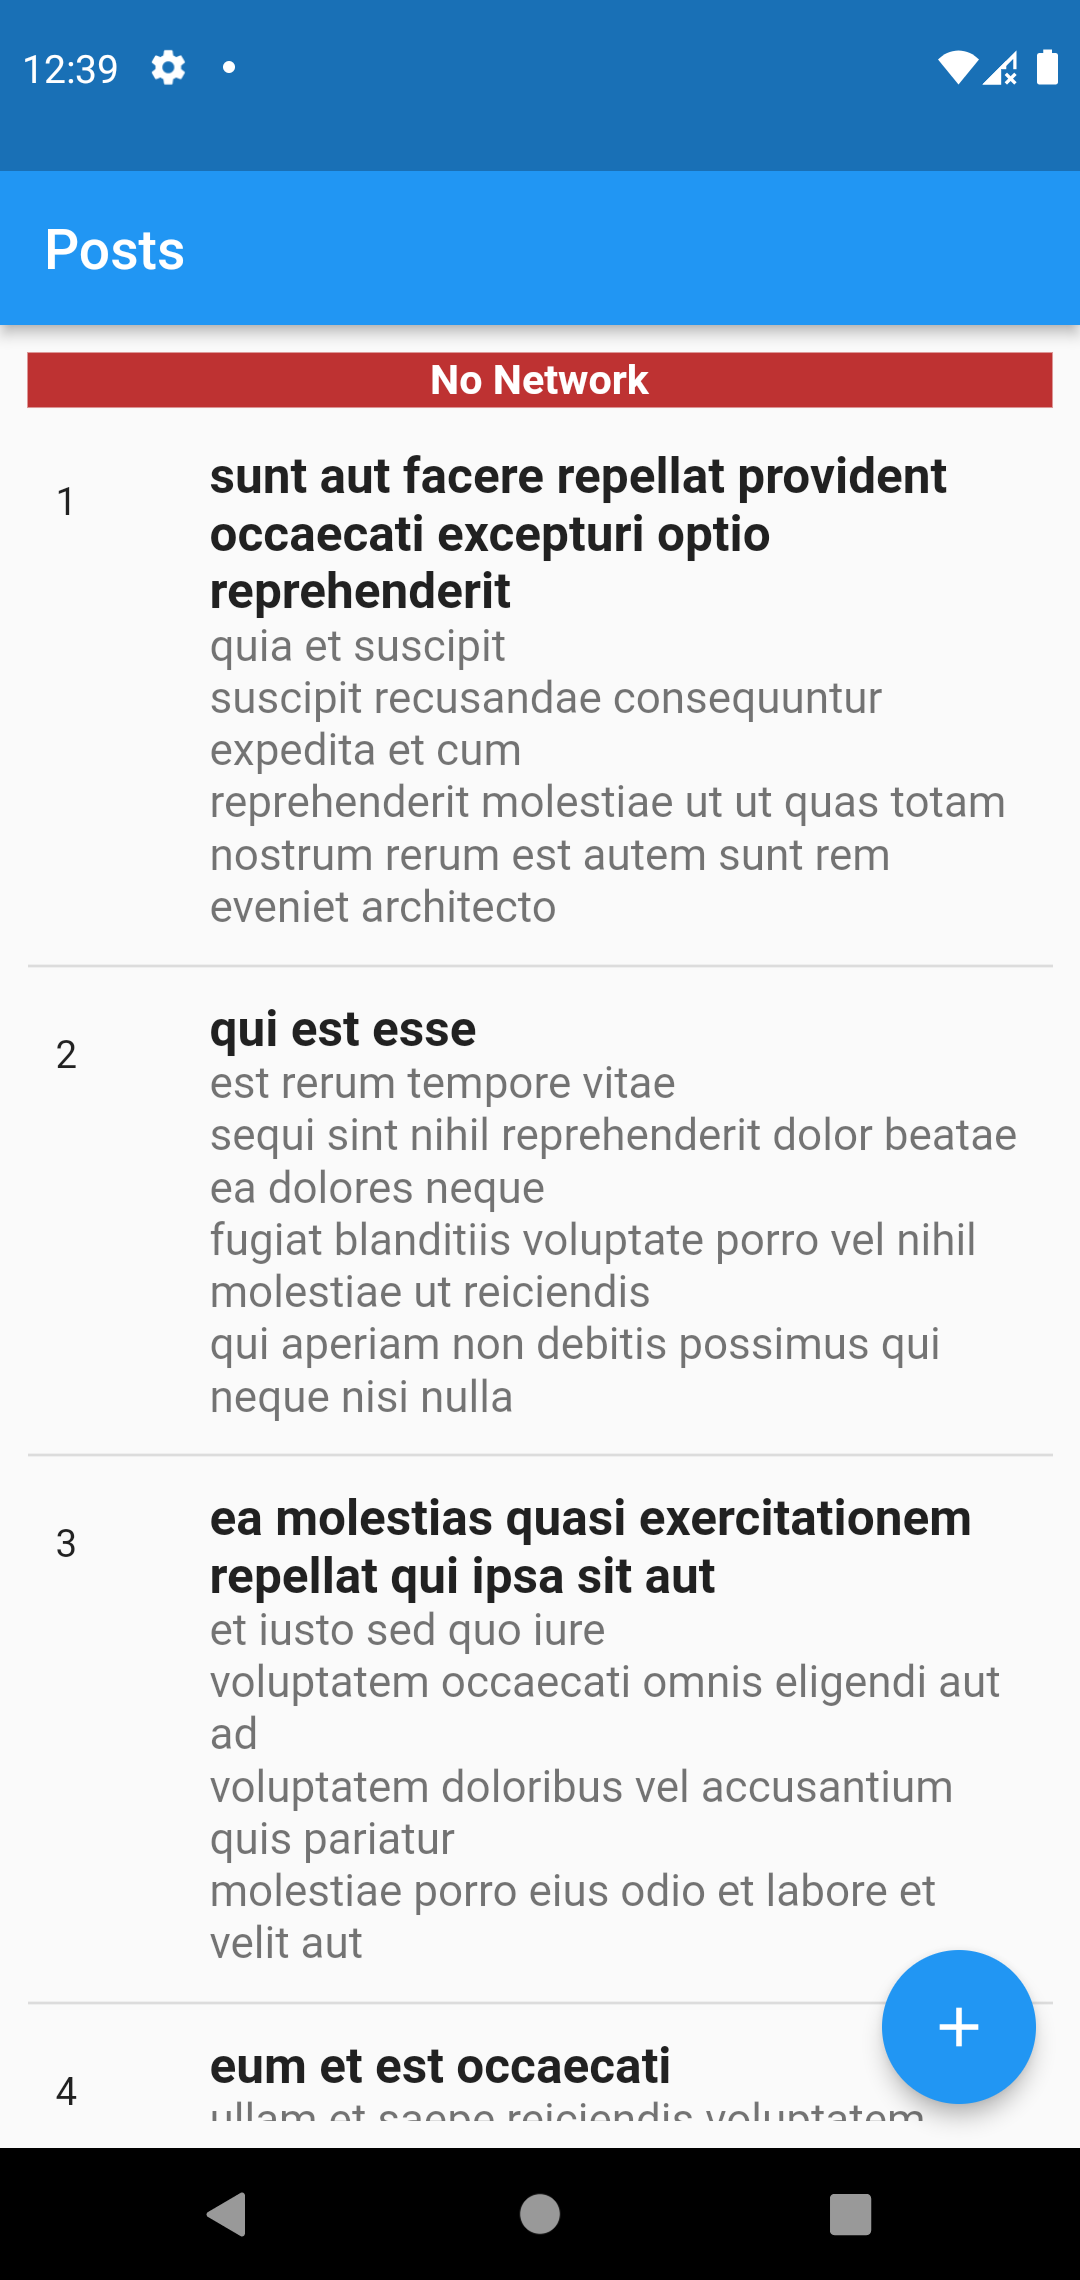 12:39
Posts
No Network
1
sunt aut facere repellat provident
occaecati excepturi optio
reprehenderit
quia et suscipit
suscipit recusandae consequuntur
expedita et cum
reprehenderit molestiae ut ut quas totam
nostrum rerum est autem sunt rem
eveniet architecto
2
qui est esse
est rerum tempore vitae
sequi sint nihil reprehenderit dolor beatae
ea dolores neque
fugiat blanditiis voluptate porro vel nihil
molestiae ut reiciendis
qui aperiam non debitis possimus qui
neque nisi nulla
3
ea molestias quasi exercitationem
repellat qui ipsa sit aut
et iusto sed quo iure
voluptatem occaecati omnis eligendi aut
ad
voluptatem doloribus vel accusantium
quis pariatur
molestiae porro eius odio et labore et
velit aut
4
eum et est occaecati
ullam et saepe reiciendis voluptatem